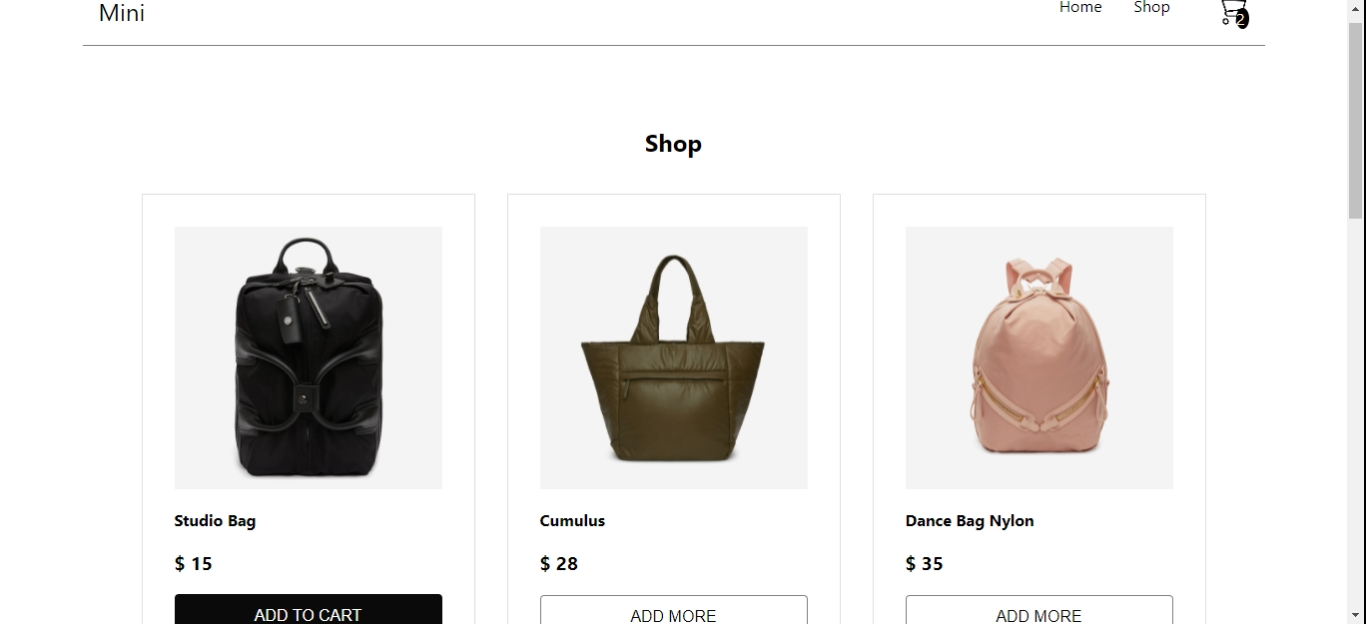 Mini
Home Shop 2
Shop
Studio Bag
$ 15
ADD TO CART
Cumulus
$ 28
ADD MORE
Dance Bag Nylon
$ 35
ADD MORE